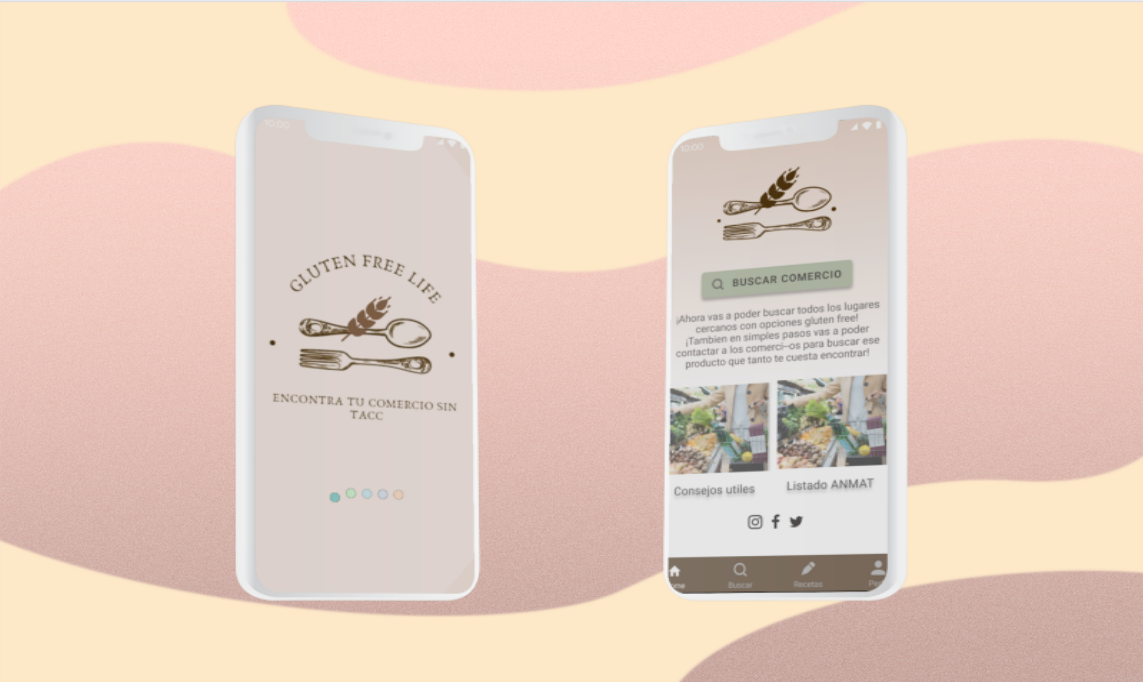 10:00
GLUTEN FREE LIFE
ENCONTRA TU COMERCIO SIN
TACC
10:00
BUSCAR COMERCIO
¡Ahora vas a poder buscar todos los lugares
cercanos con opciones gluten free!
¡Tambien en simples pasos vas a poder
contactar a los comerci-os para buscar ese
producto que tanto te cuesta encontrar!
Consejos utiles
Listado ANMAT
Buscar
Recetas